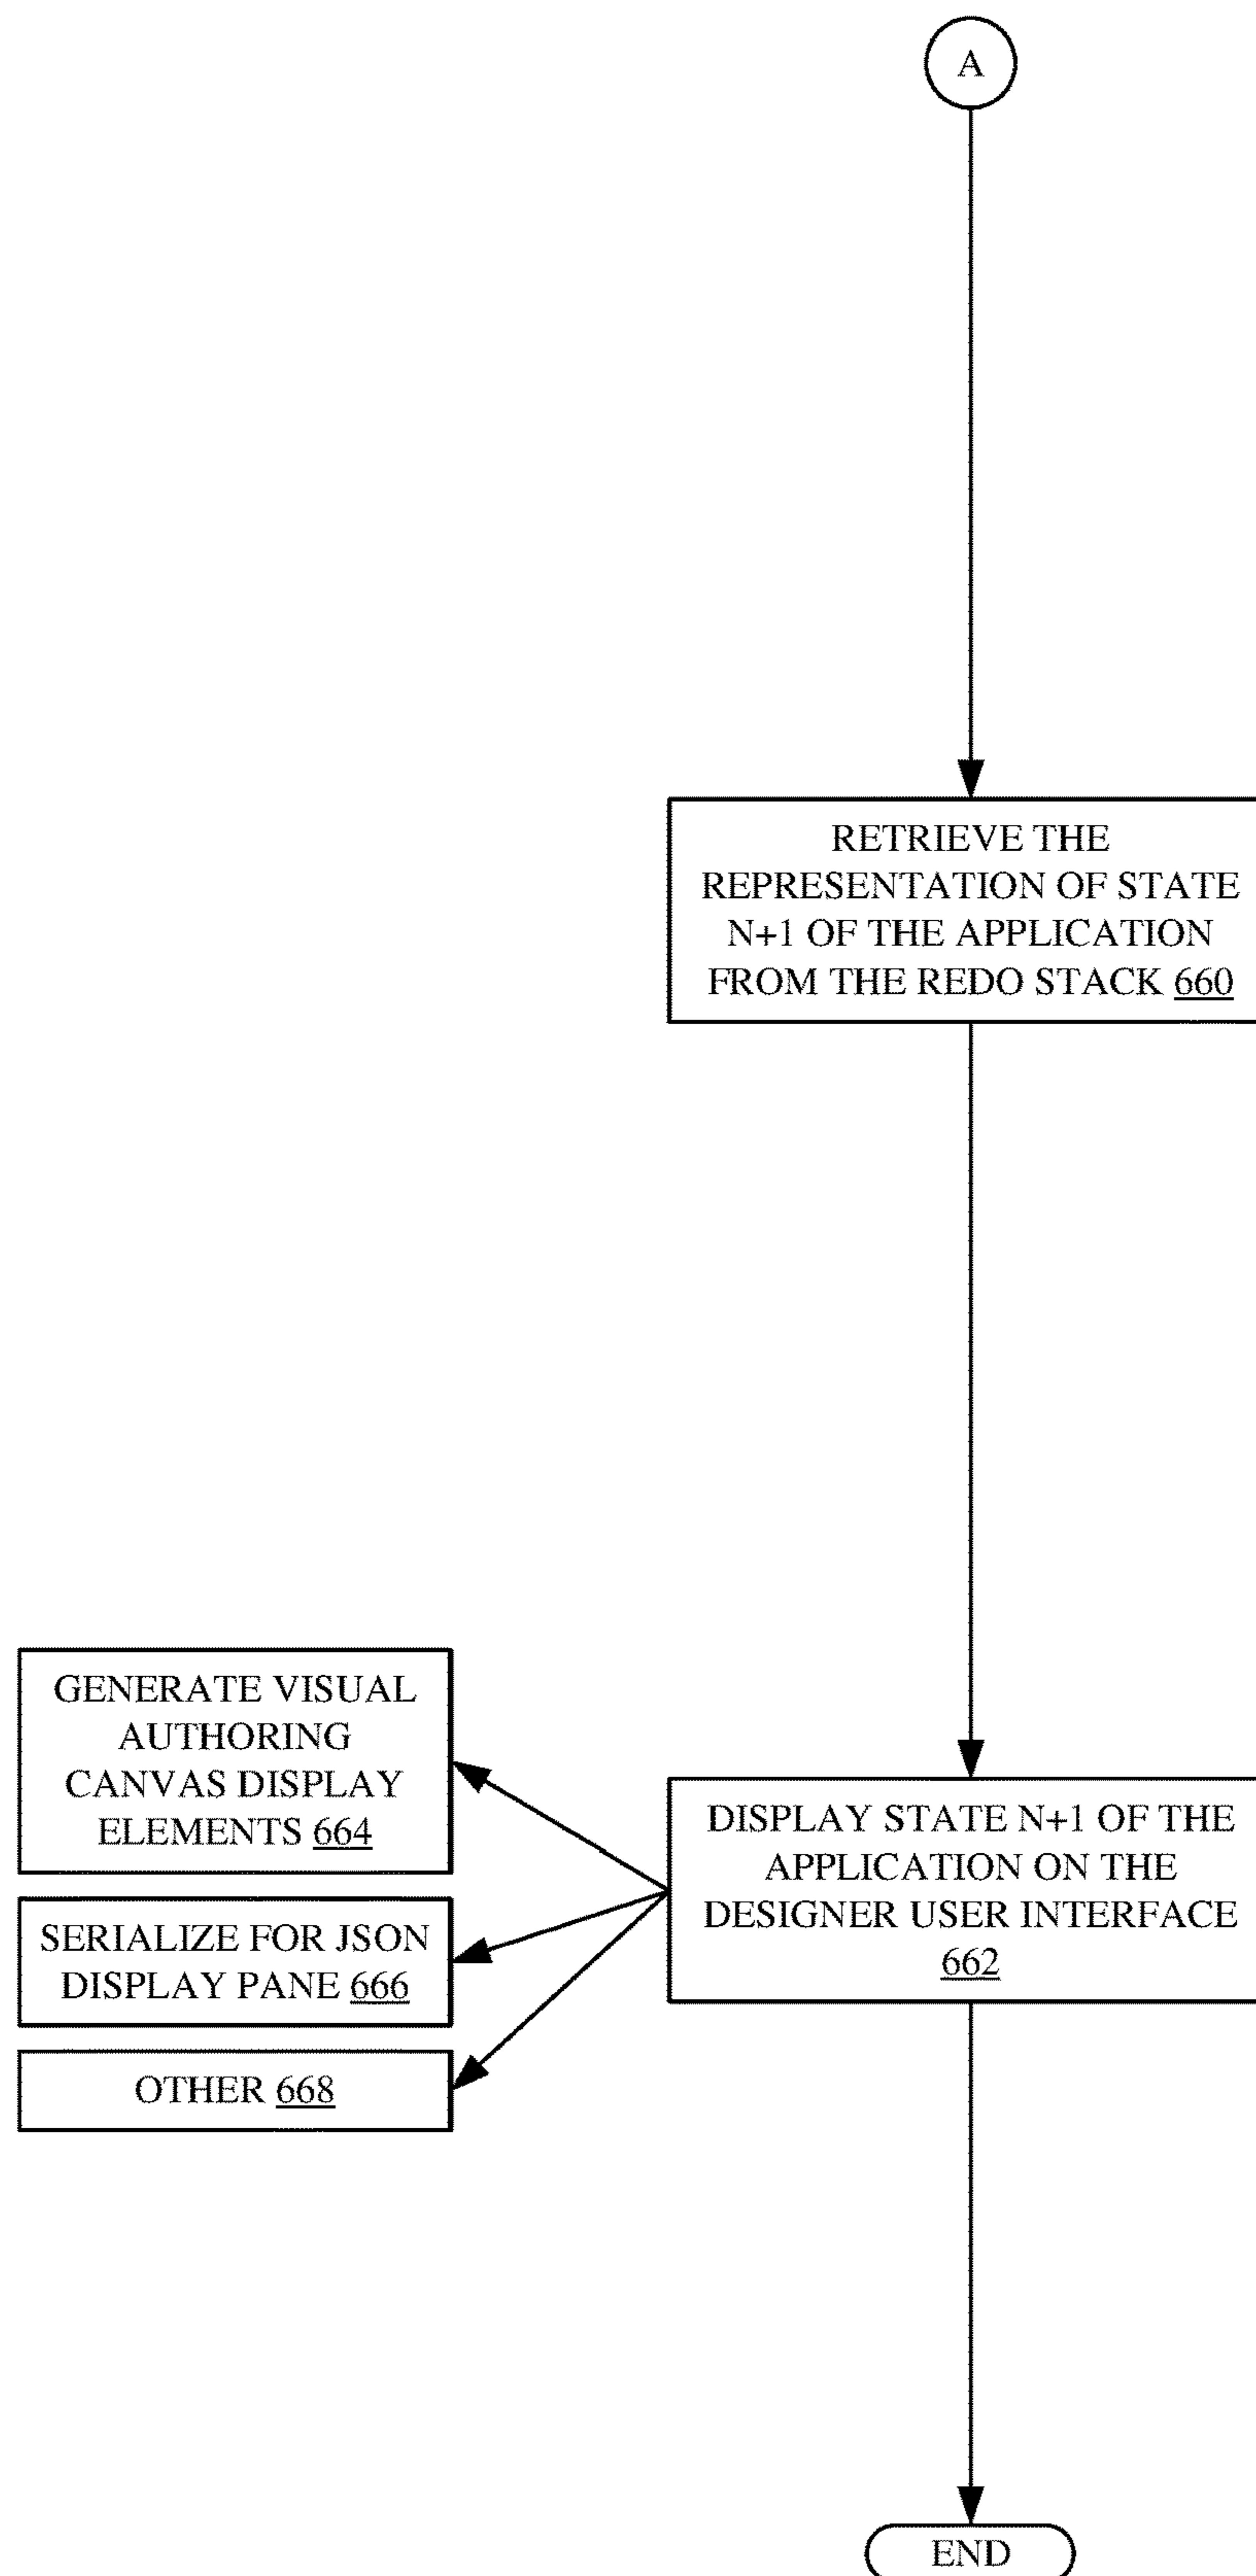 A
RETRIEVE THE
REPRESENTATION OF STATE
N+1 OF THE APPLICATION
FROM THE REDO STACK 660
GENERATE VISUAL
AUTHORING
CANVAS DISPLAY
ELEMENTS 664
SERIALIZE FOR JSON
DISPLAY PANE 666
OTHER 668
DISPLAY STATE N+1 OF THE
APPLICATION ON THE
DESIGNER USER INTERFACE
662
END